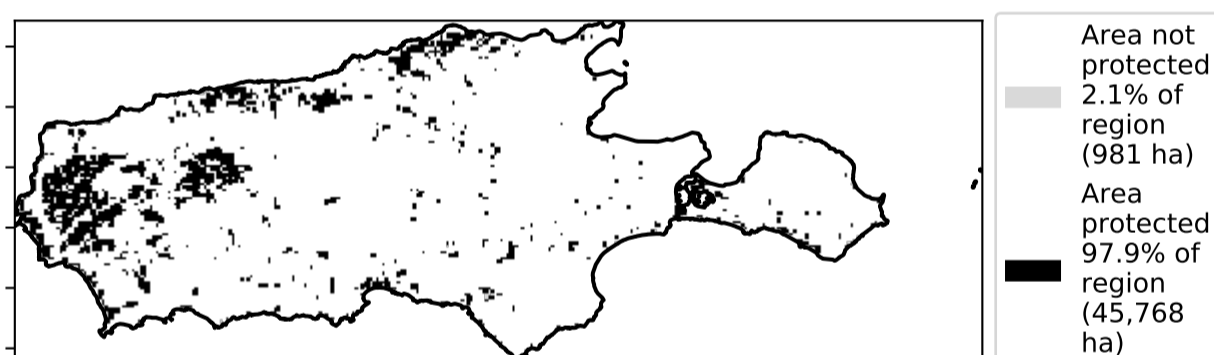 Area not
protected
2.1% of
region
(981 ha)
Area
protected
97.9% of
region
(45,768
ha)